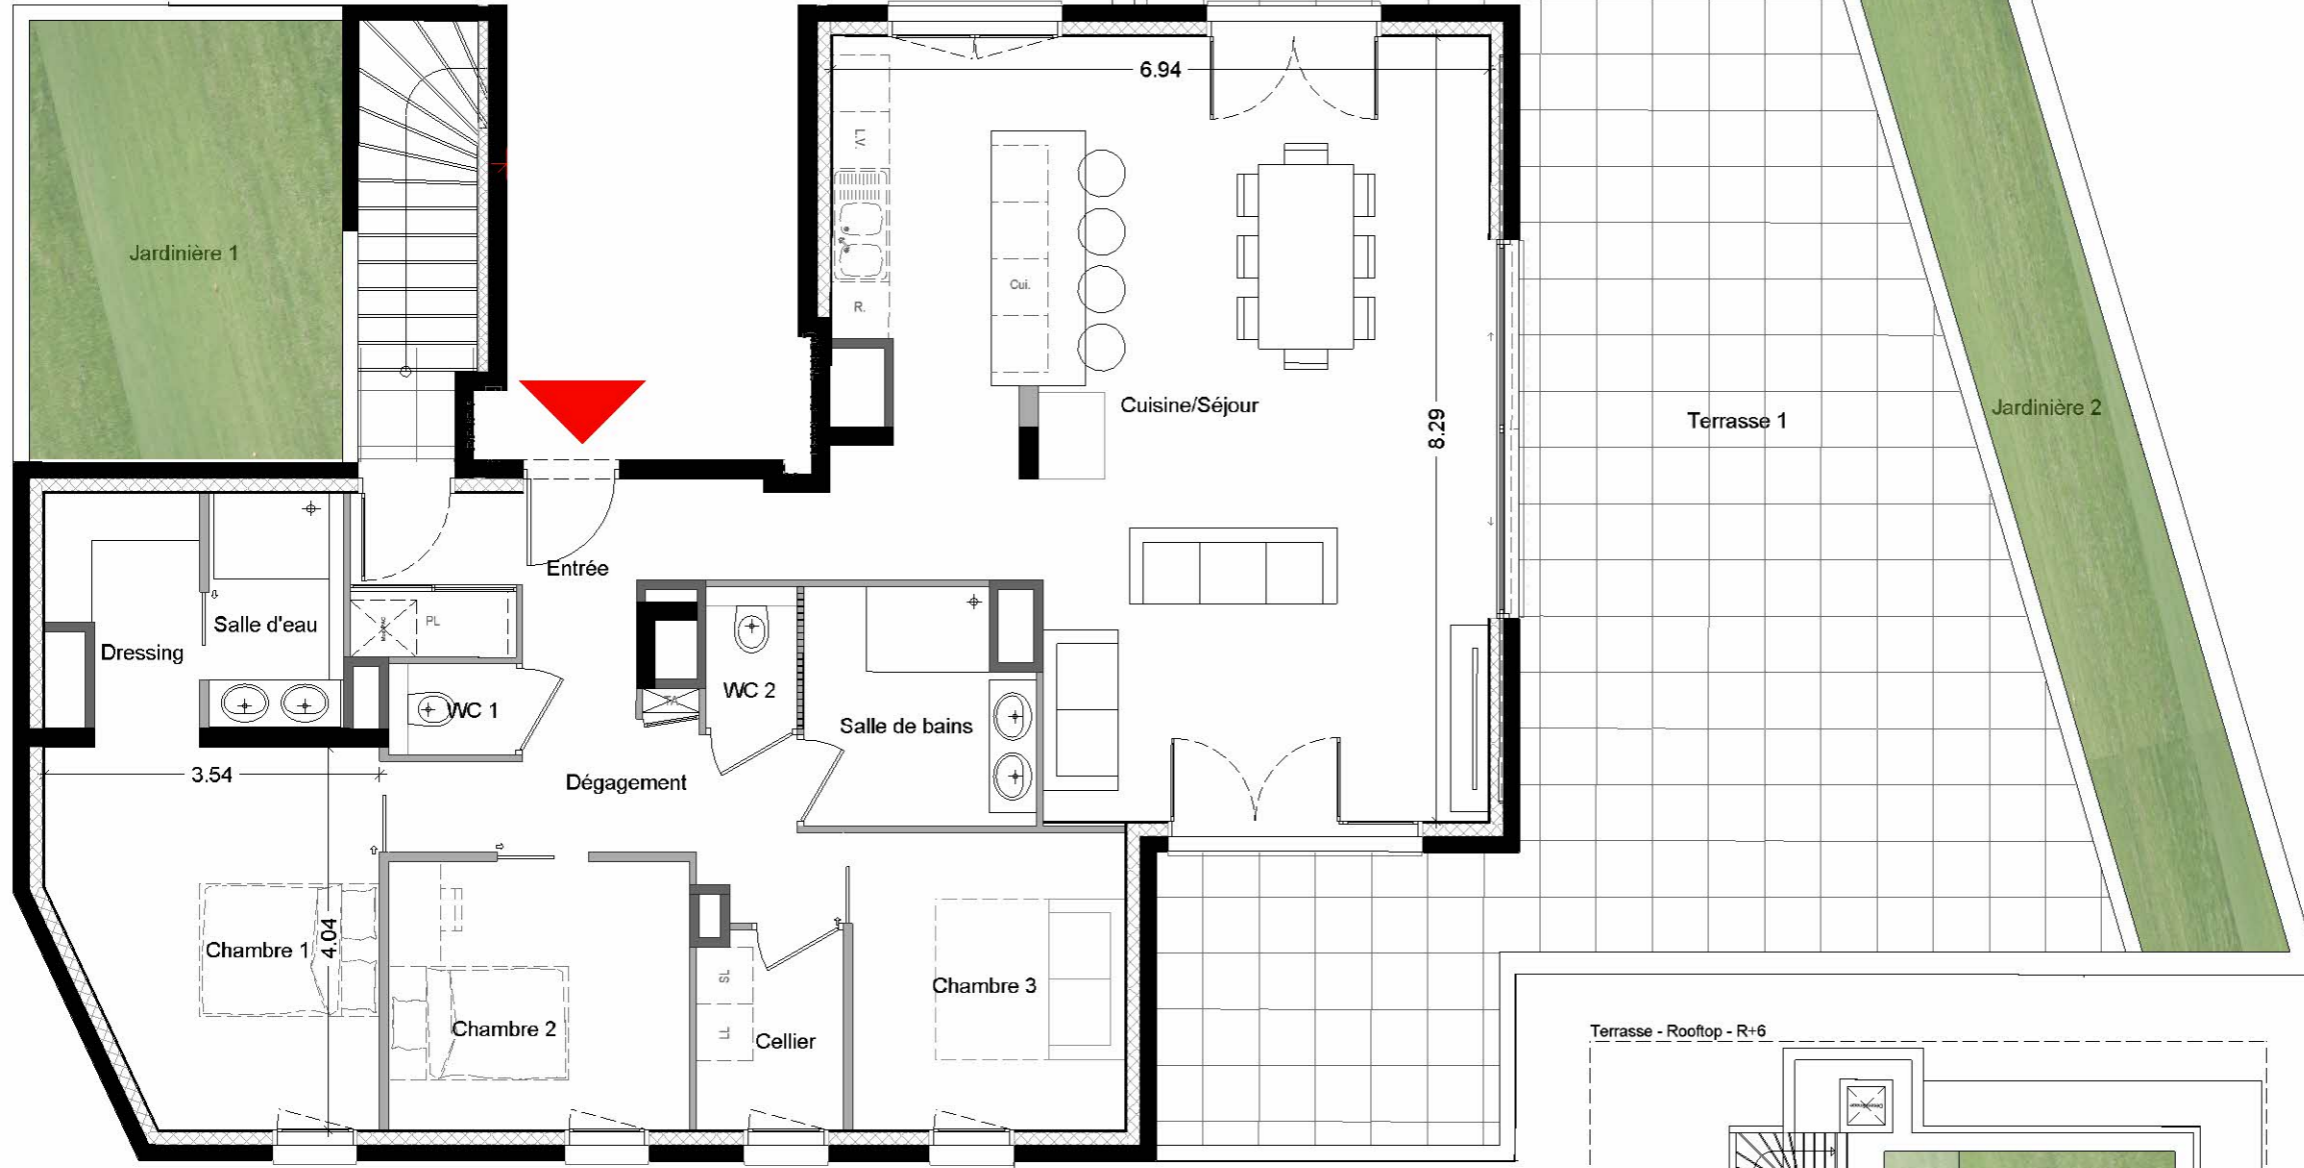 6.94
L.V.
Jardinière 1
Cui.
R.
Cuisine/Séjour
8.29
Terrasse 1
Jardinière 2
Entrée
Salle d'eau
PL
Dressing
TA
WC 2
WC 1
Salle de bains
3.54
Dégagement
4.04
Chambre 1
SL
Chambre 3
LL
Chambre 2
Cellier
Terrasse - Rooftop - R+6